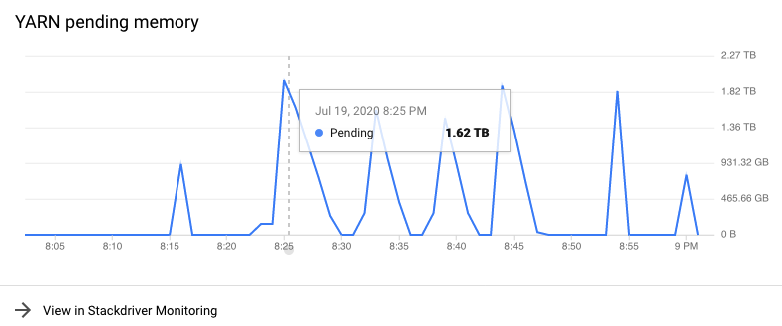 YARN pending memory
2.27 TB
1.82 TB
1.36 TB
931.32 GB
465.66 GB
0 B
Jul 19, 2020 8:25 PM
Pending 1.62 TB
8:05 8:10 8:15 8:20 8:25 8:30 8:35 8:40 8:45 8:50 8:55 9 PM
View in Stackdriver Monitoring